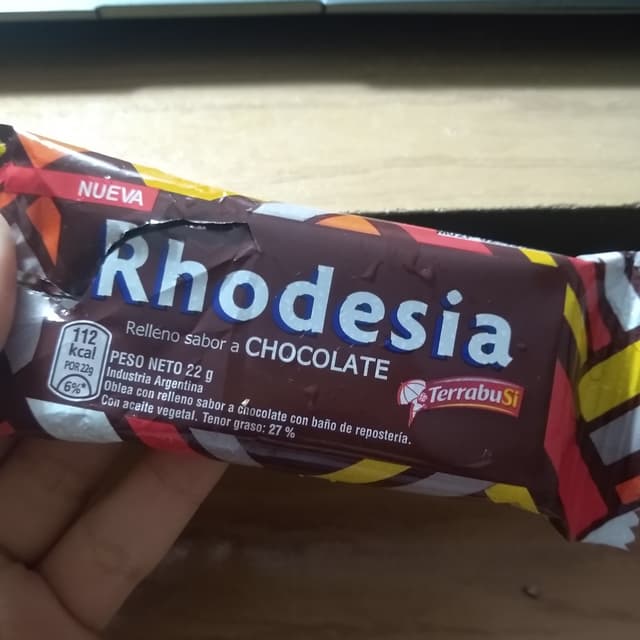 NUEVA
Rhodesia
Relleno sabor a CHOCOLATE
112
kcal
POR 22g
6%*
PESO NETO 22 g
Industria Argentina
Oblea con relleno sabor a chocolate con baño de repostería.
Con aceite vegetal. Tenor graso: 27 %
TerrabuSi